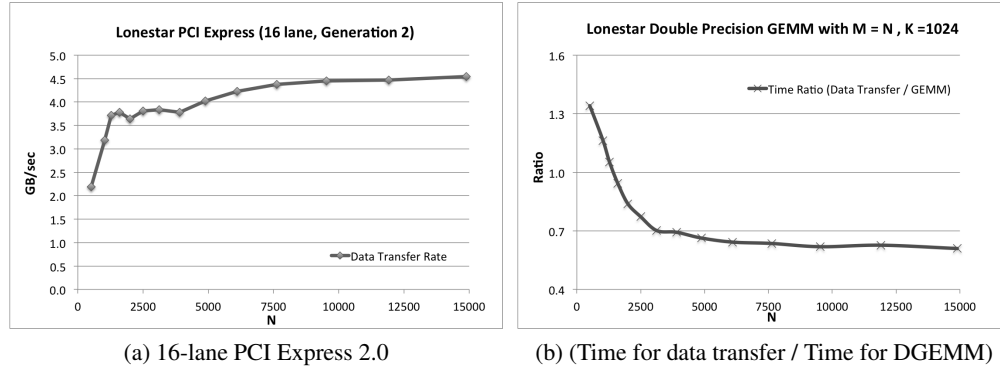 Lonestar PCI Express (16 lane, Generation 2)
GB/sec
5.0
4.5
4.0
3.5
3.0
2.5
2.0
1.5
1.0
0.5
0.0
Data Transfer Rate
0 2500 5000 7500 10000 12500 15000
N
(a) 16-lane PCI Express 2.0
Lonestar Double Precision GEMM with M = N , K =1024
Ratio
1.6
1.3
1.0
0.7
0.4
Time Ratio (Data Transfer / GEMM)
0 2500 5000 7500 10000 12500 15000
N
(b) (Time for data transfer / Time for DGEMM)